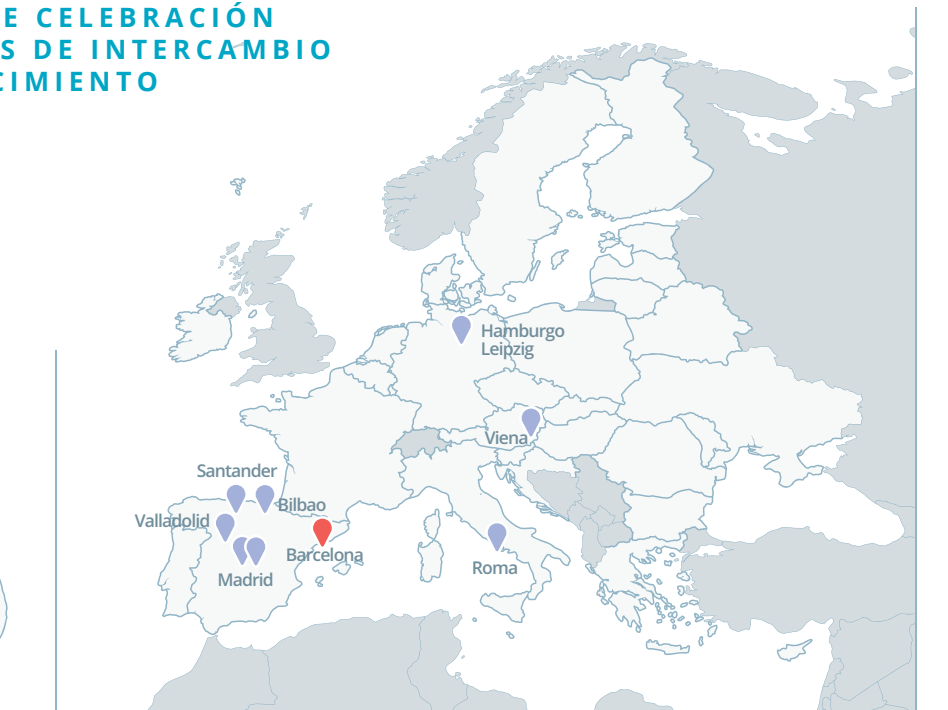 E CELEBRACIÓN
S DE INTERCAMBIO
CIMIENTO
Hamburgo
Leipzig
Viena
Santander
Bilbao
Valladolid
Barcelona
Madrid
Roma